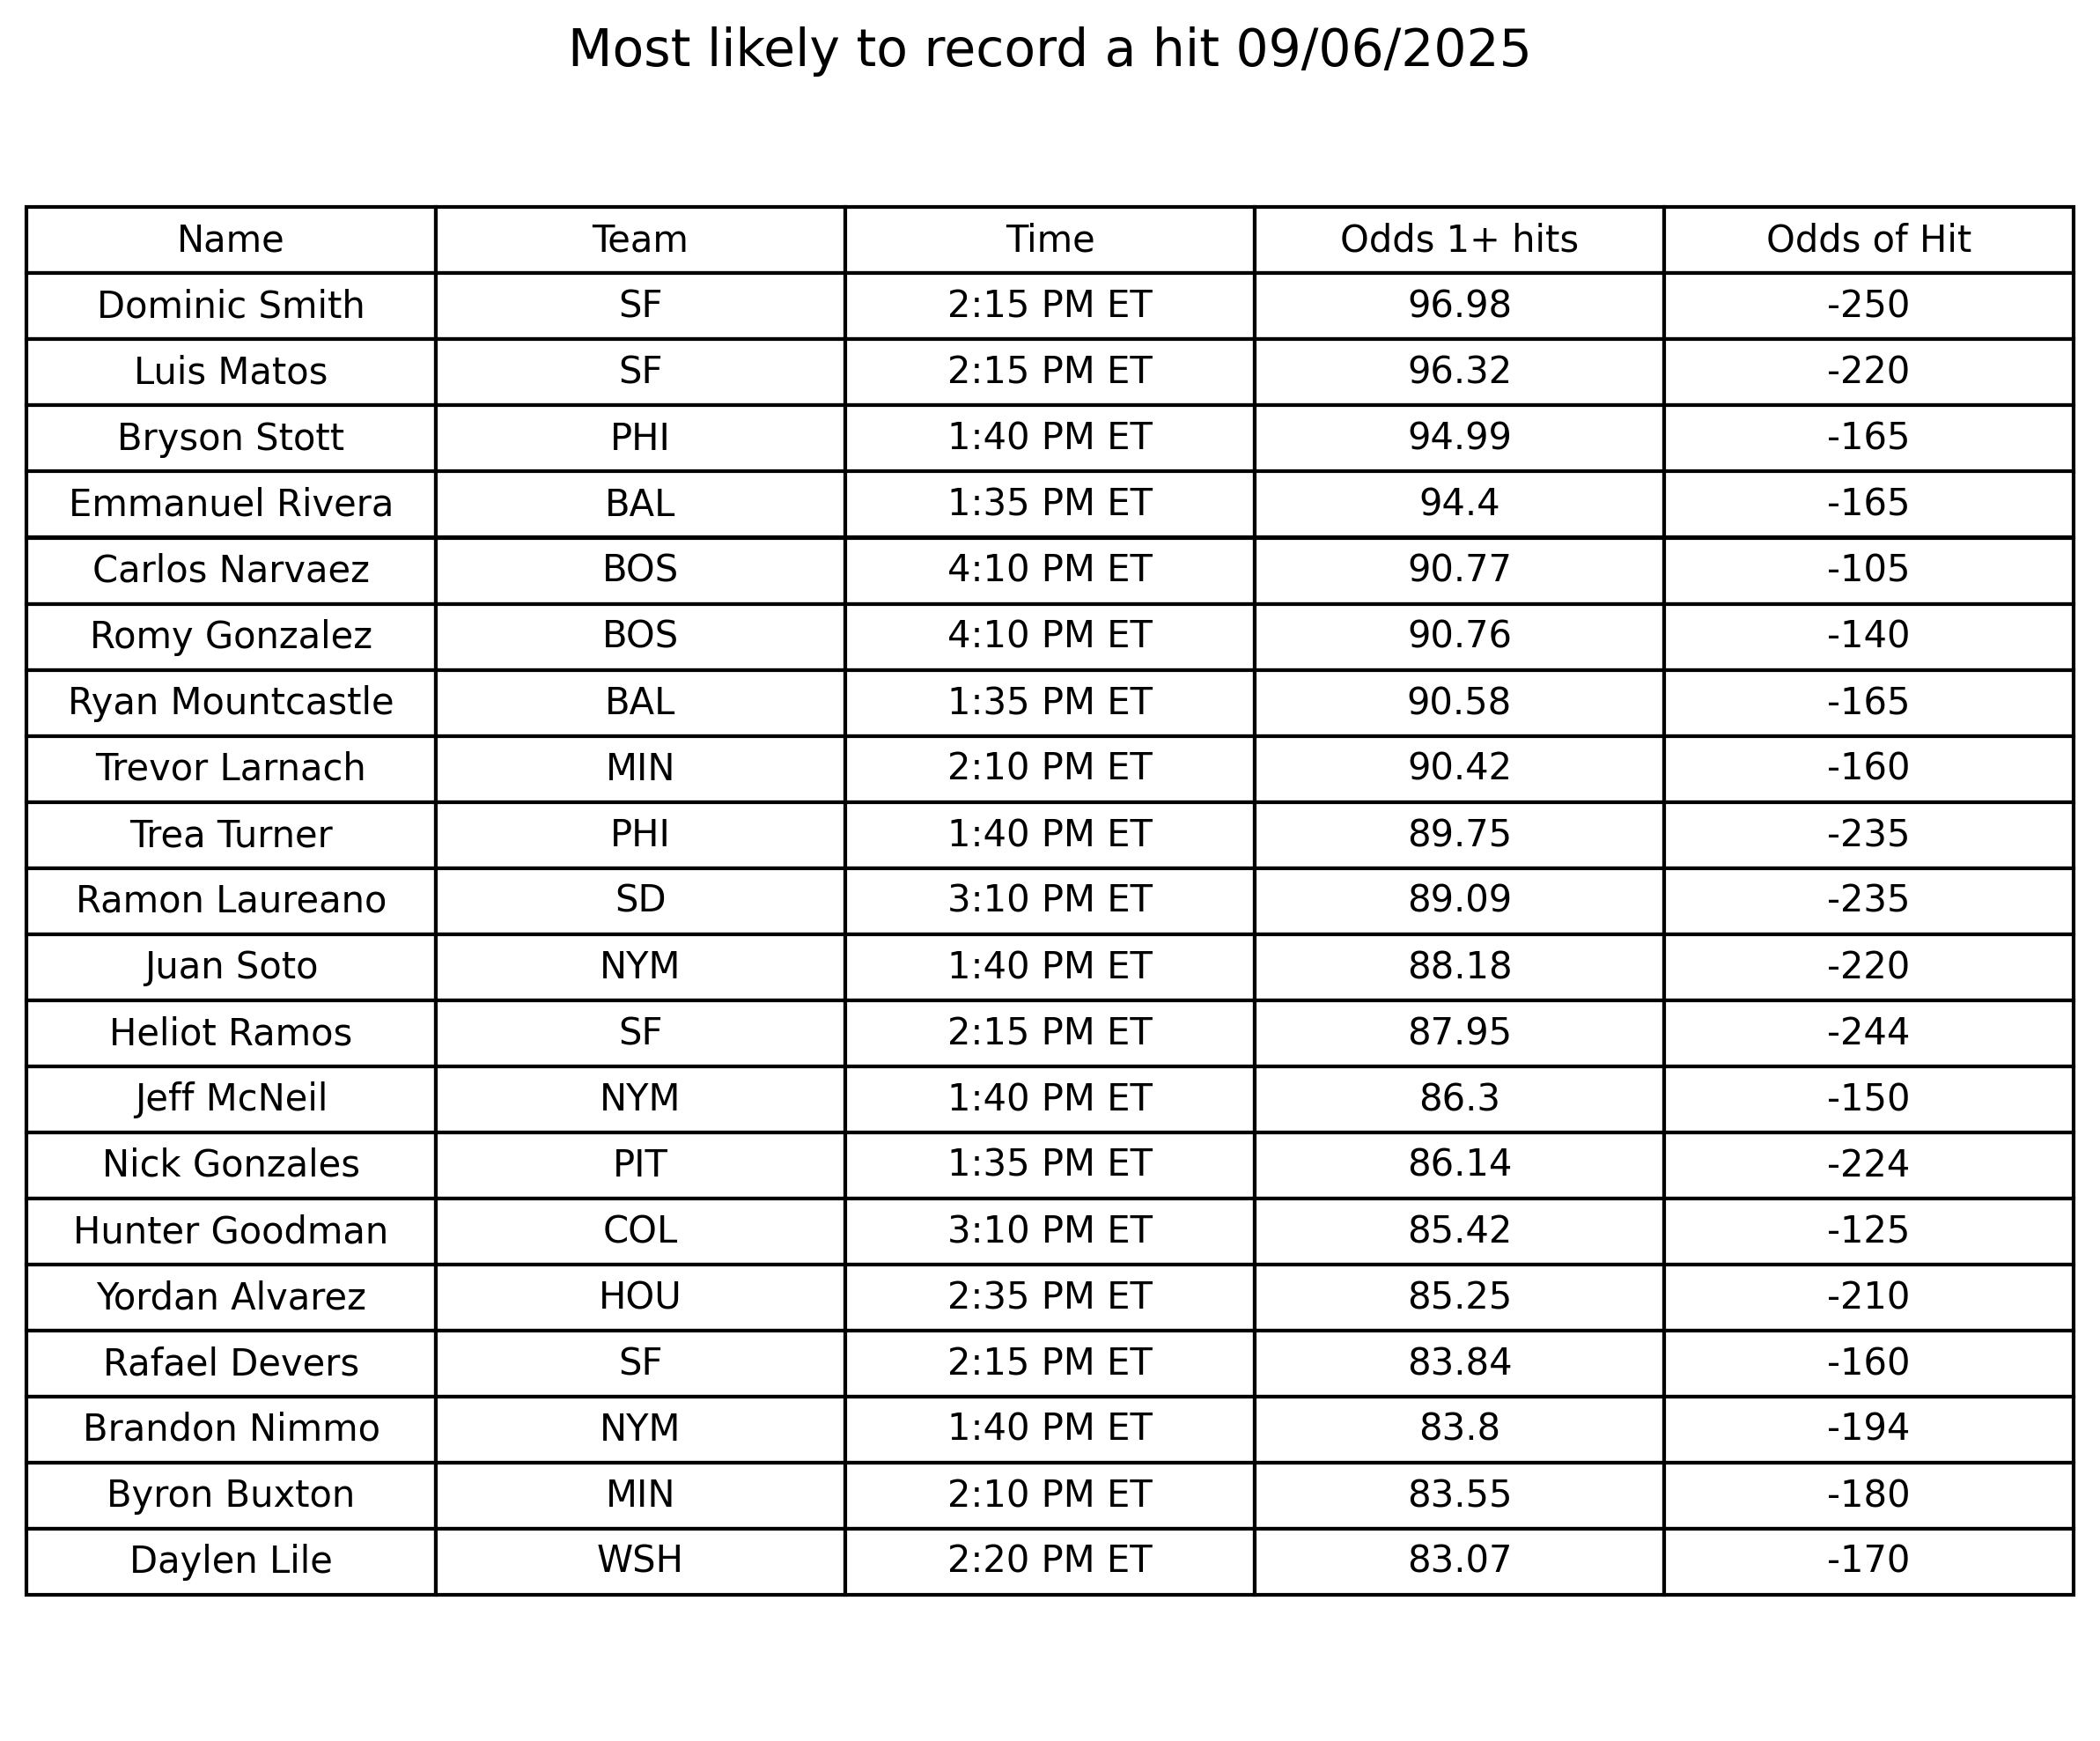 Most likely to record a hit 09/06/2025
Name Team Time Odds 1+ hits Odds of Hit
Dominic Smith SF 2:15 PM ET 96.98 -250
Luis Matos SF 2:15 PM ET 96.32 -220
Bryson Stott PHI 1:40 PM ET 94.99 -165
Emmanuel Rivera BAL 1:35 PM ET 94.4 -165
Carlos Narvaez BOS 4:10 PM ET 90.77 -105
Romy Gonzalez BOS 4:10 PM ET 90.76 -140
Ryan Mountcastle BAL 1:35 PM ET 90.58 -165
Trevor Larnach MIN 2:10 PM ET 90.42 -160
Trea Turner PHI 1:40 PM ET 89.75 -235
Ramon Laureano SD 3:10 PM ET 89.09 -235
Juan Soto NYM 1:40 PM ET 88.18 -220
Heliot Ramos SF 2:15 PM ET 87.95 -244
Jeff McNeil NYM 1:40 PM ET 86.3 -150
Nick Gonzales PIT 1:35 PM ET 86.14 -224
Hunter Goodman COL 3:10 PM ET 85.42 -125
Yordan Alvarez HOU 2:35 PM ET 85.25 -210
Rafael Devers SF 2:15 PM ET 83.84 -160
Brandon Nimmo NYM 1:40 PM ET 83.8 -194
Byron Buxton MIN 2:10 PM ET 83.55 -180
Daylen Lile WSH 2:20 PM ET 83.07 -170